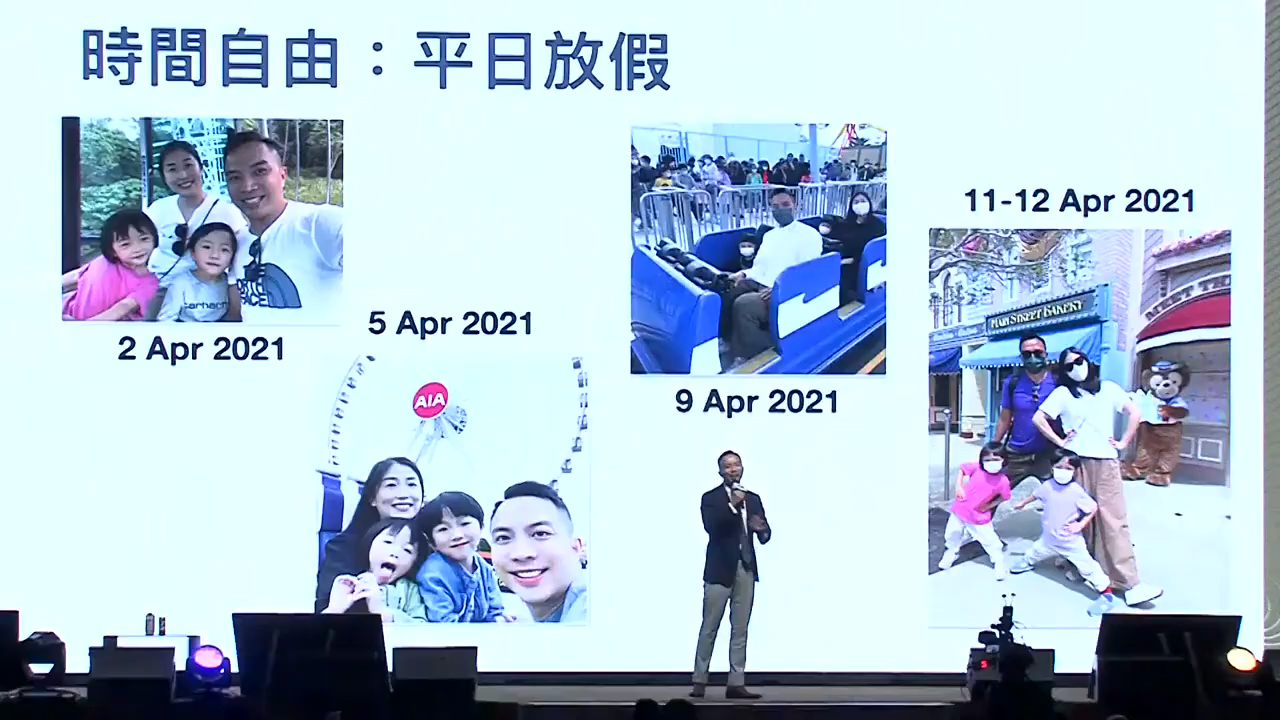 時間自由：平日放假
11-12 Apr 2021
5 Apr 2021
2 Apr 2021
9 Apr 2021
AIA
MAIN STREET BAKERY
carhartt